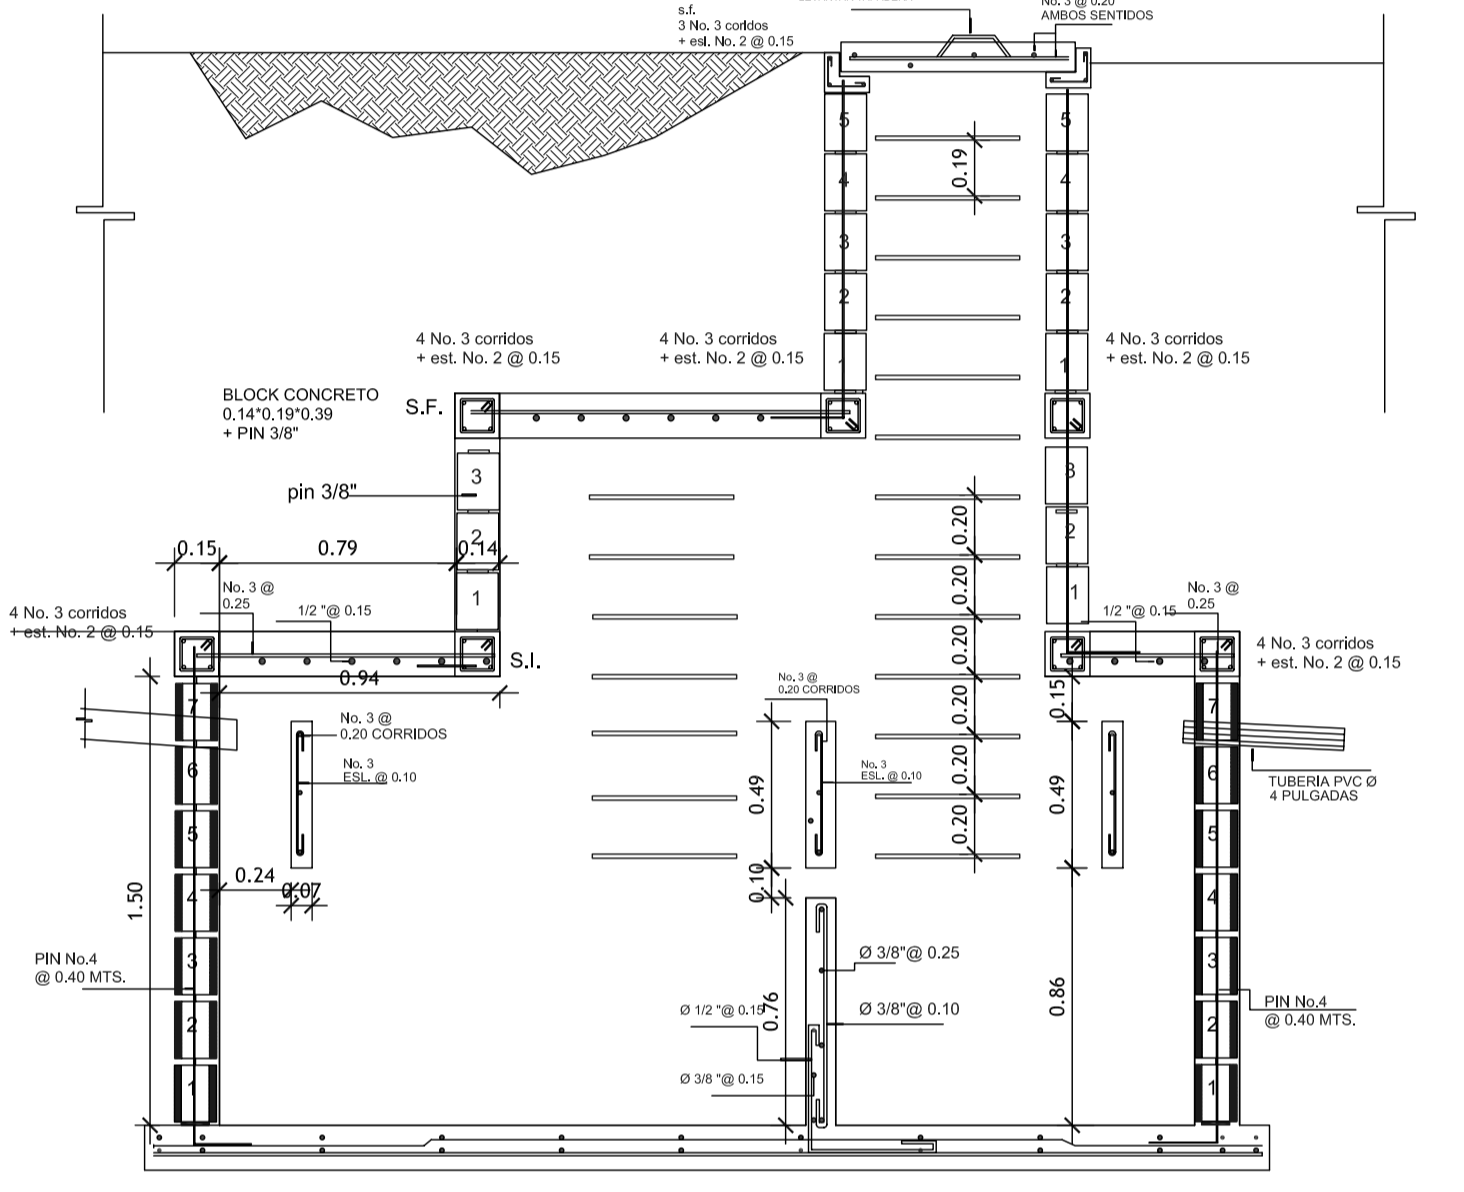 s.f.
3 No. 3 coridos
+ esl. No. 2 @ 0.15
No. 3 @ 0.20
AMBOS SENTIDOS
5
5
4
0.19
4
3
3
2
2
4 No. 3 corridos
+ est. No. 2 @ 0.15
4 No. 3 corridos
+ est. No. 2 @ 0.15
1
1
4 No. 3 corridos
+ est. No. 2 @ 0.15
BLOCK CONCRETO
0.14*0.19*0.39
+ PIN 3/8"
S.F.
3
3
pin 3/8"
0.20
2
2
0.15
0.79
0.14
0.20
No. 3 @
0.25
1
1
No. 3 @
0.25
4 No. 3 corridos
+ est. No. 2 @ 0.15
1/2 "@ 0.15
1/2 "@ 0.15
0.20
S.I.
4 No. 3 corridos
+ est. No. 2 @ 0.15
0.94
No. 3 @
0.20 CORRIDOS
0.20
0.15
7
7
No. 3 @
0.20 CORRIDOS
No. 3
ESL. @ 0.10
No. 3
ESL. @ 0.10
0.20
6
6
TUBERIA PVC Ø
4 PULGADAS
0.49
0.49
0.20
5
5
0.24
0.07
0.10
1.50
4
4
PIN No.4
@ 0.40 MTS.
3
3
Ø 3/8"@ 0.25
0.86
PIN No.4
@ 0.40 MTS.
Ø 1/2 "@ 0.15
0.76
Ø 3/8"@ 0.10
2
2
Ø 3/8 "@ 0.15
1
1